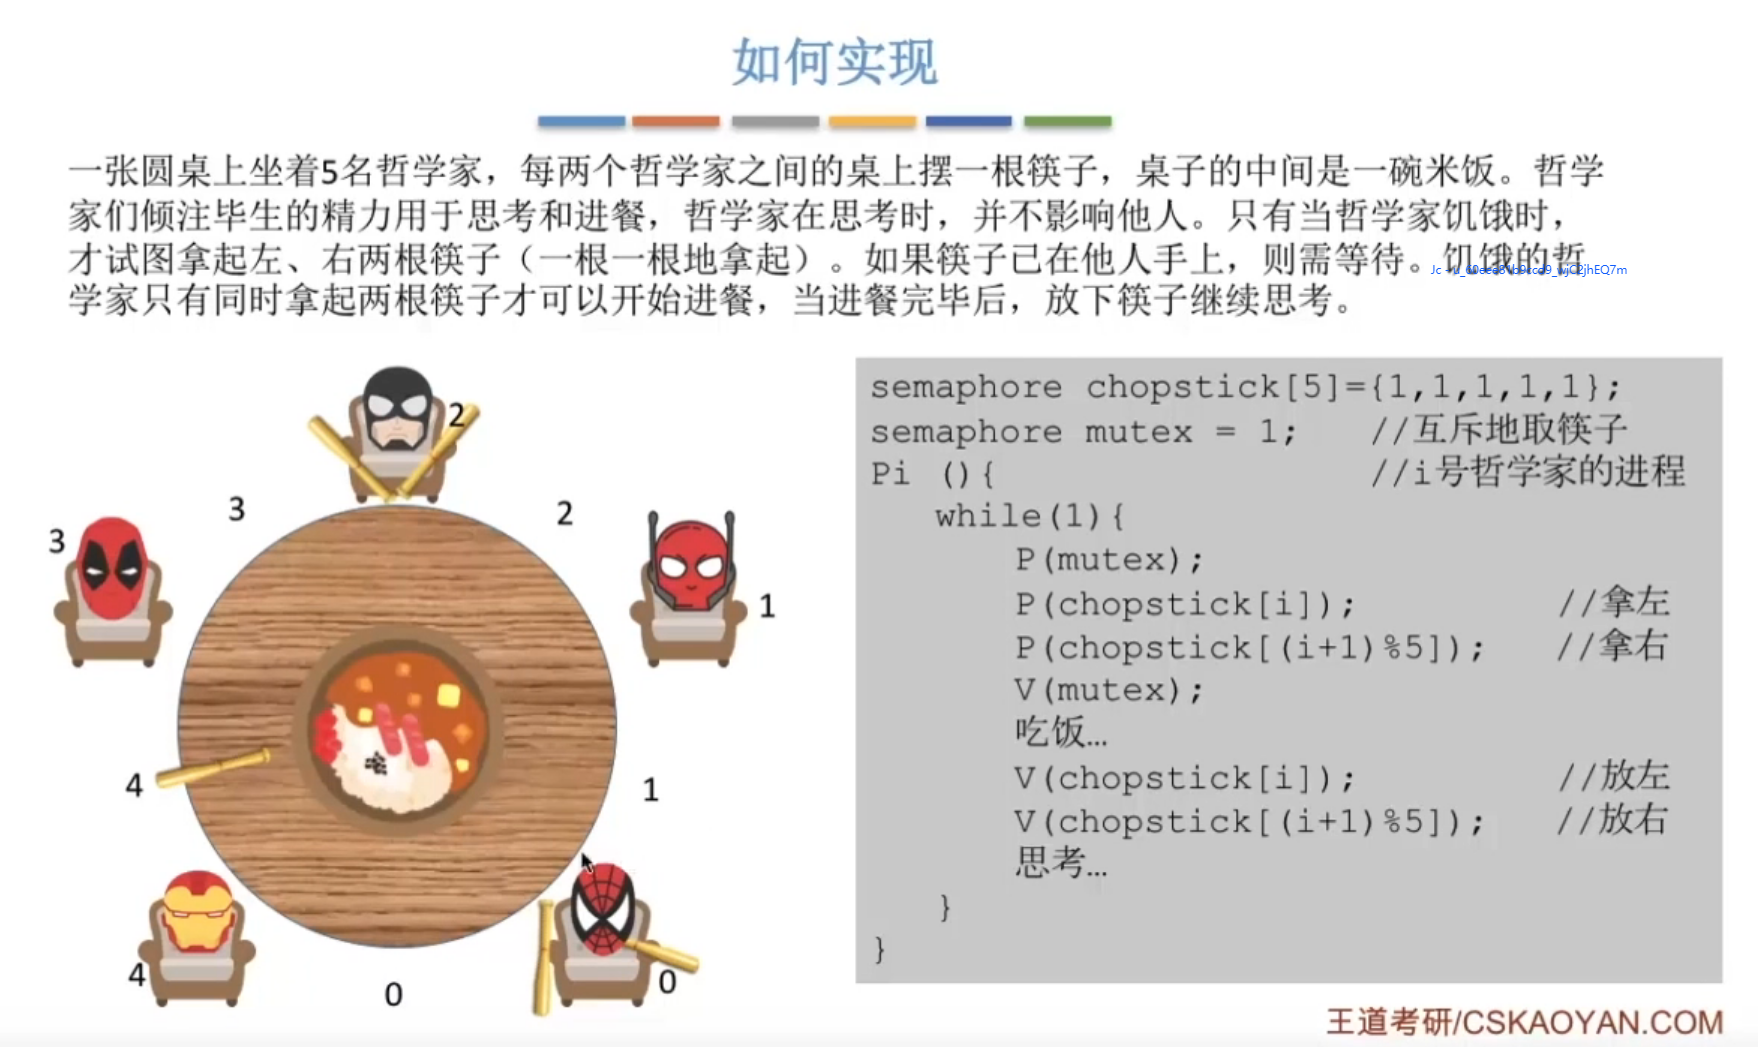 如何实现
一张圆桌上坐着5名哲学家，每两个哲学家之间的桌上摆一根筷子，桌子的中间是一碗米饭。哲学
家们倾注毕生的精力用于思考和进餐，哲学家在思考时，并不影响他人。只有当哲学家饥饿时，
才试图拿起左、右两根筷子（一根一根地拿起）。如果筷子已在他人手上，则需等待。饥饿的哲
学家只有同时拿起两根筷子才可以开始进餐，当进餐完毕后，放下筷子继续思考。
2
3
2
3
1
4
1
4
0
0
semaphore chopstick[5]={1,1,1,1,1};
semaphore mutex = 1; //互斥地取筷子
Pi (){ //i号哲学家的进程
while(1){
P(mutex);
P(chopstick[i]); //拿左
P(chopstick[(i+1)%5]); //拿右
V(mutex);
吃饭…
V(chopstick[i]); //放左
V(chopstick[(i+1)%5]); //放右
思考…
}
}
王道考研/CSKAOYAN.COM